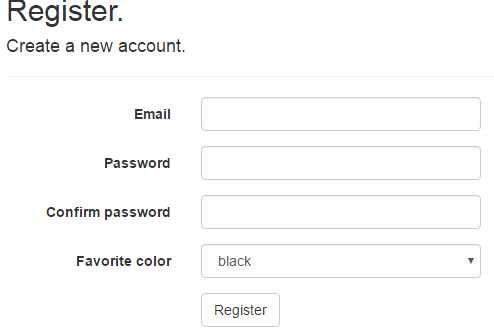 Register.
Create a new account.
Email
Password
Confirm password
Favorite color
black
Register